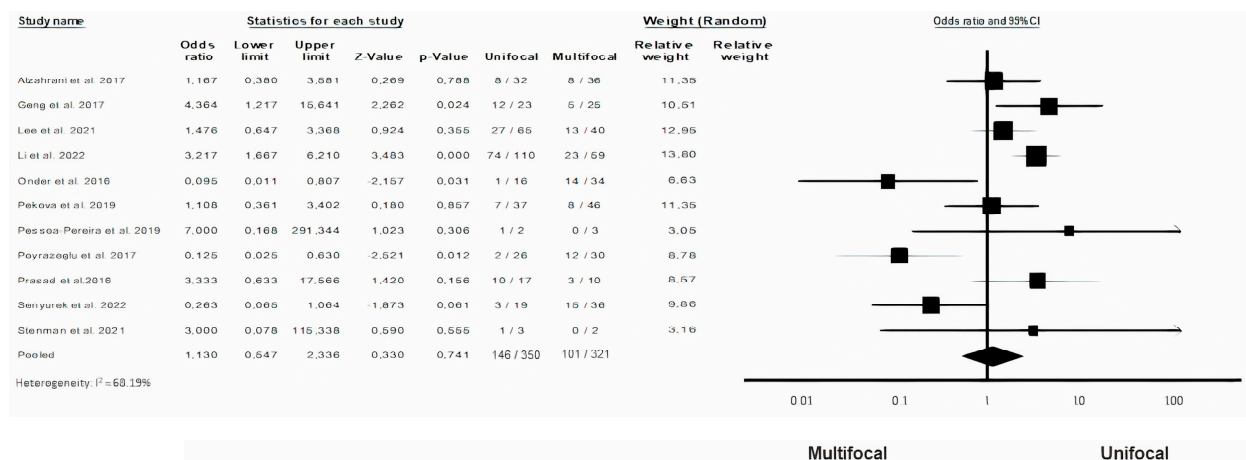 Study name Statistics for each study Weight (Random) Odds ratio and 95% CI
Odds ratio Lower limit Upper limit Z-Value p-Value Unifocal Multifocal Relative weight Relative weight
Alzahrani et al. 2017 1,167 0,380 3,581 0,269 0,788 8 / 32 8 / 36 11,35
Geng et al. 2017 4,364 1,217 15,641 2,262 0,024 12 / 23 5 / 25 10,51
Lee et al. 2021 1,476 0,647 3,368 0,924 0,355 27 / 65 13 / 40 12,95
Li et al. 2022 3,217 1,667 6,210 3,483 0,000 74 / 110 23 / 59 13,80
Onder et al. 2016 0,095 0,011 0,807 -2,157 0,031 1 / 16 14 / 34 6,63
Pekova et al. 2019 1,108 0,361 3,402 0,180 0,857 7 / 37 8 / 46 11,35
Pessoa-Pereira et al. 2019 7,000 0,168 291,344 1,023 0,306 1 / 2 0 / 3 3,05
Poyrazoglu et al. 2017 0,125 0,025 0,630 -2,521 0,012 2 / 26 12 / 30 8,78
Prasad et al.2016 3,333 0,633 17,566 1,420 0,156 10 / 17 3 / 10 8,57
Senyurek et al. 2022 0,263 0,065 1,064 -1,873 0,061 3 / 19 15 / 36 9,86
Stenman et al. 2021 3,000 0,078 115,338 0,590 0,555 1 / 3 0 / 2 3,16
Pooled 1,130 0,547 2,336 0,330 0,741 146 / 350 101 / 321
Heterogeneity: I² = 68.19%
0 01 0 1 1 10 100
Multifocal Unifocal